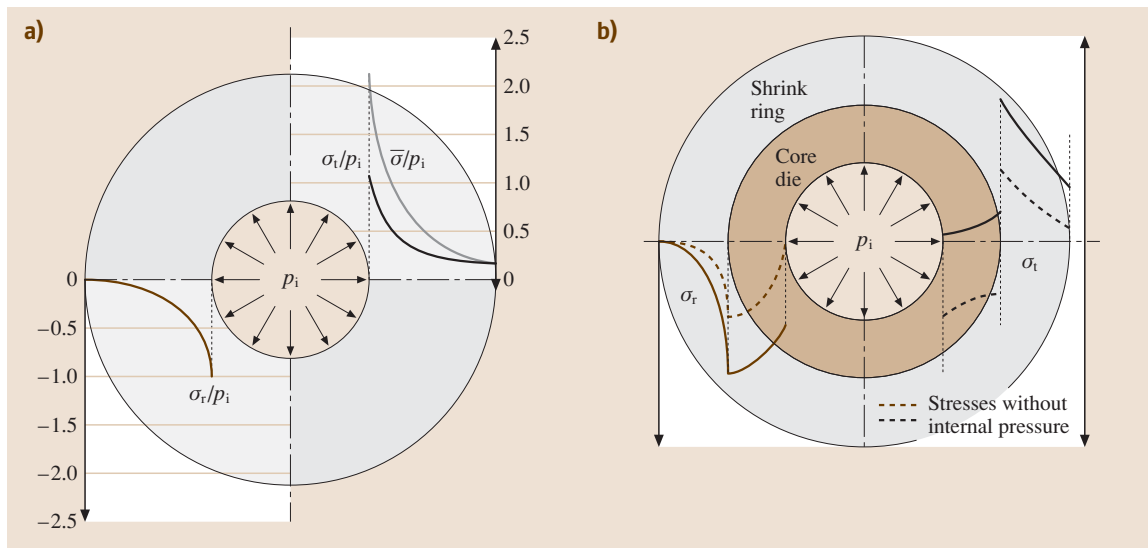 a)
2.5
2.0
1.5
1.0
0.5
0
σt/pi
σ̅/pi
pi
0
−0.5
−1.0
−1.5
−2.0
−2.5
σr/pi
b)
Shrink
ring
Core
die
pi
σr
σt
Stresses without
internal pressure